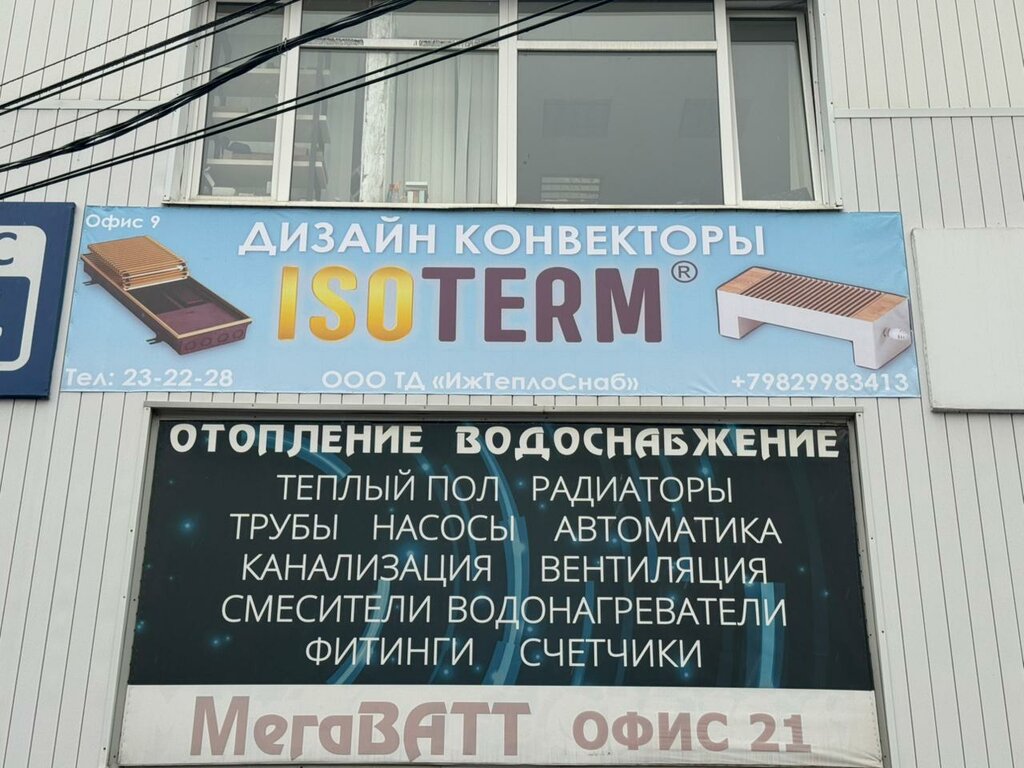 Офис 9
ДИЗАЙН КОНВЕКТОРЫ
ISOTERM®
Тел: 23-22-28 ООО ТД «ИжТеплоСнаб» +79829983413
С
ОТОПЛЕНИЕ ВОДОСНАБЖЕНИЕ
ТЕПЛЫЙ ПОЛ РАДИАТОРЫ
ТРУБЫ НАСОСЫ АВТОМАТИКА
КАНАЛИЗАЦИЯ ВЕНТИЛЯЦИЯ
СМЕСИТЕЛИ ВОДОНАГРЕВАТЕЛИ
ФИТИНГИ СЧЕТЧИКИ
МегаВАТТ ОФИС 21